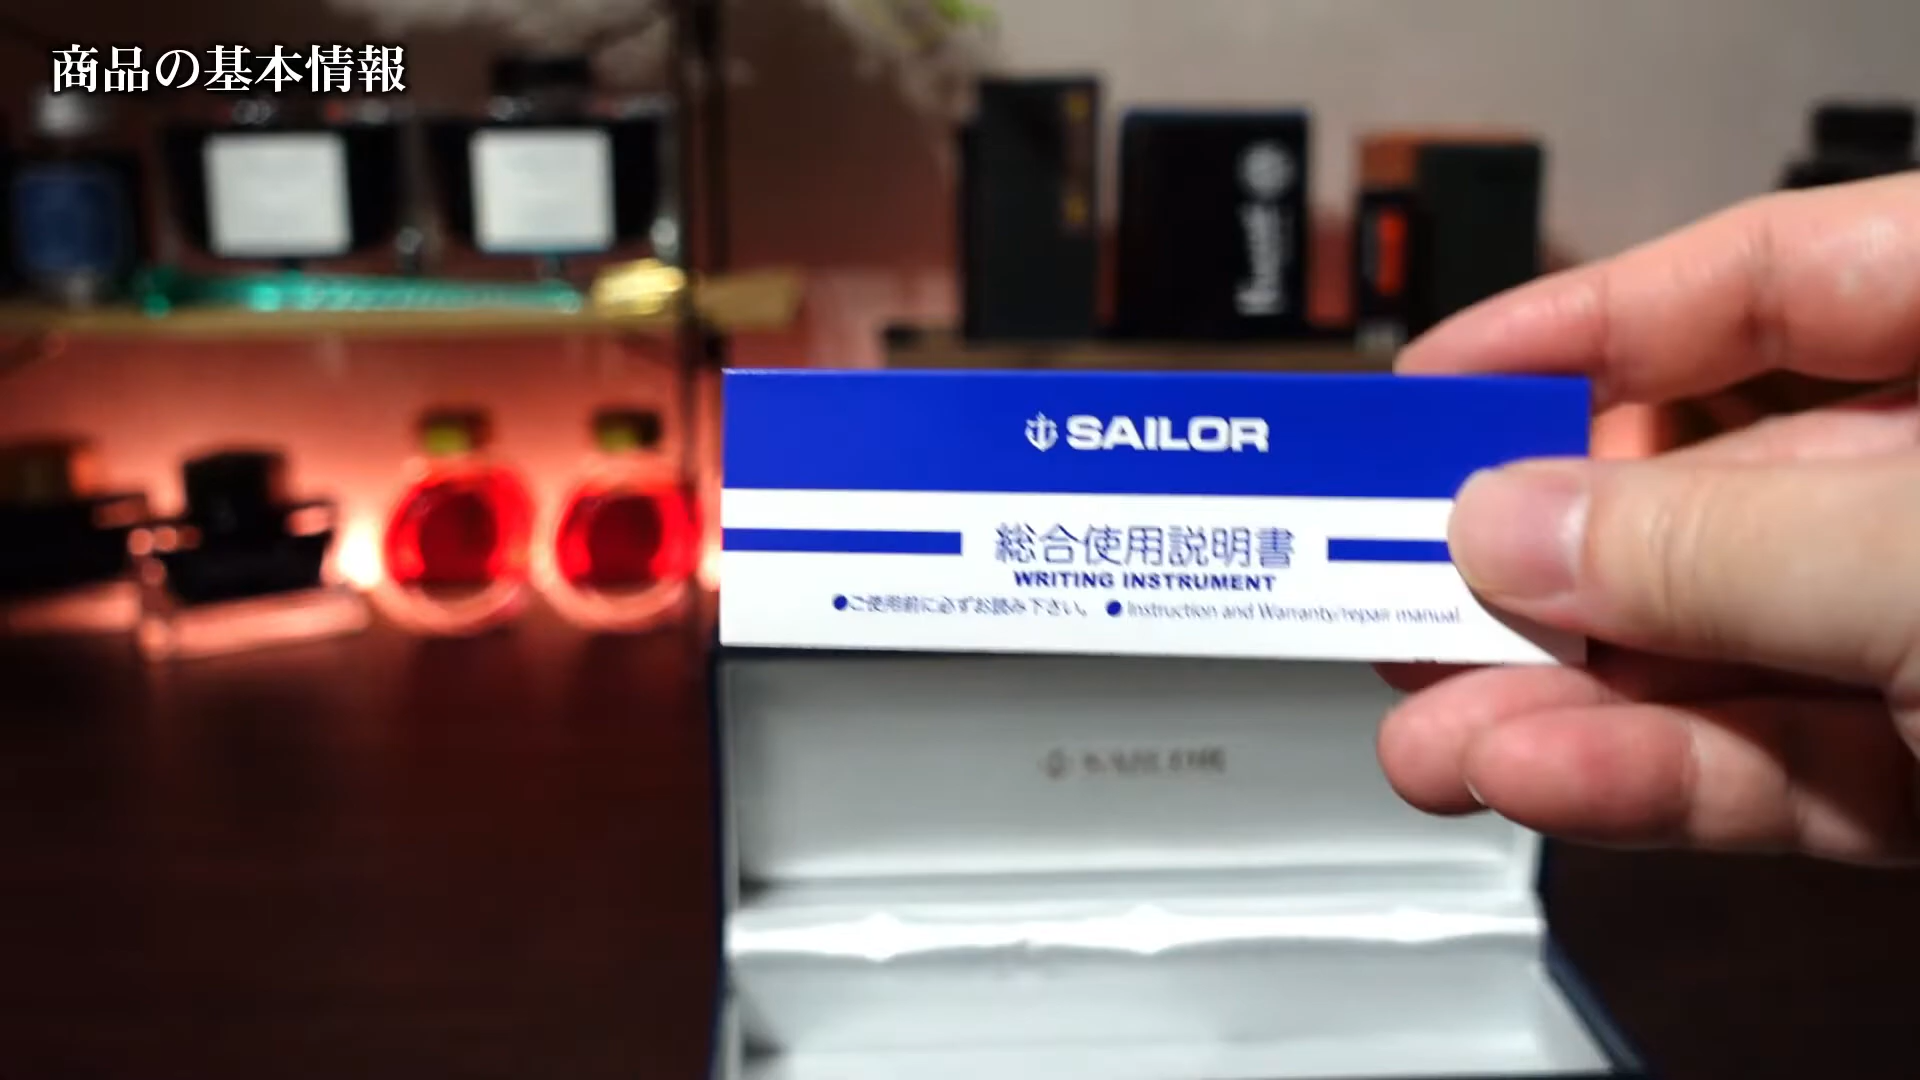 商品の基本情報
SAILOR
総合使用説明書
WRITING INSTRUMENT
●ご使用前に必ずお読み下さい。 ●Instruction and Warranty/repair manual